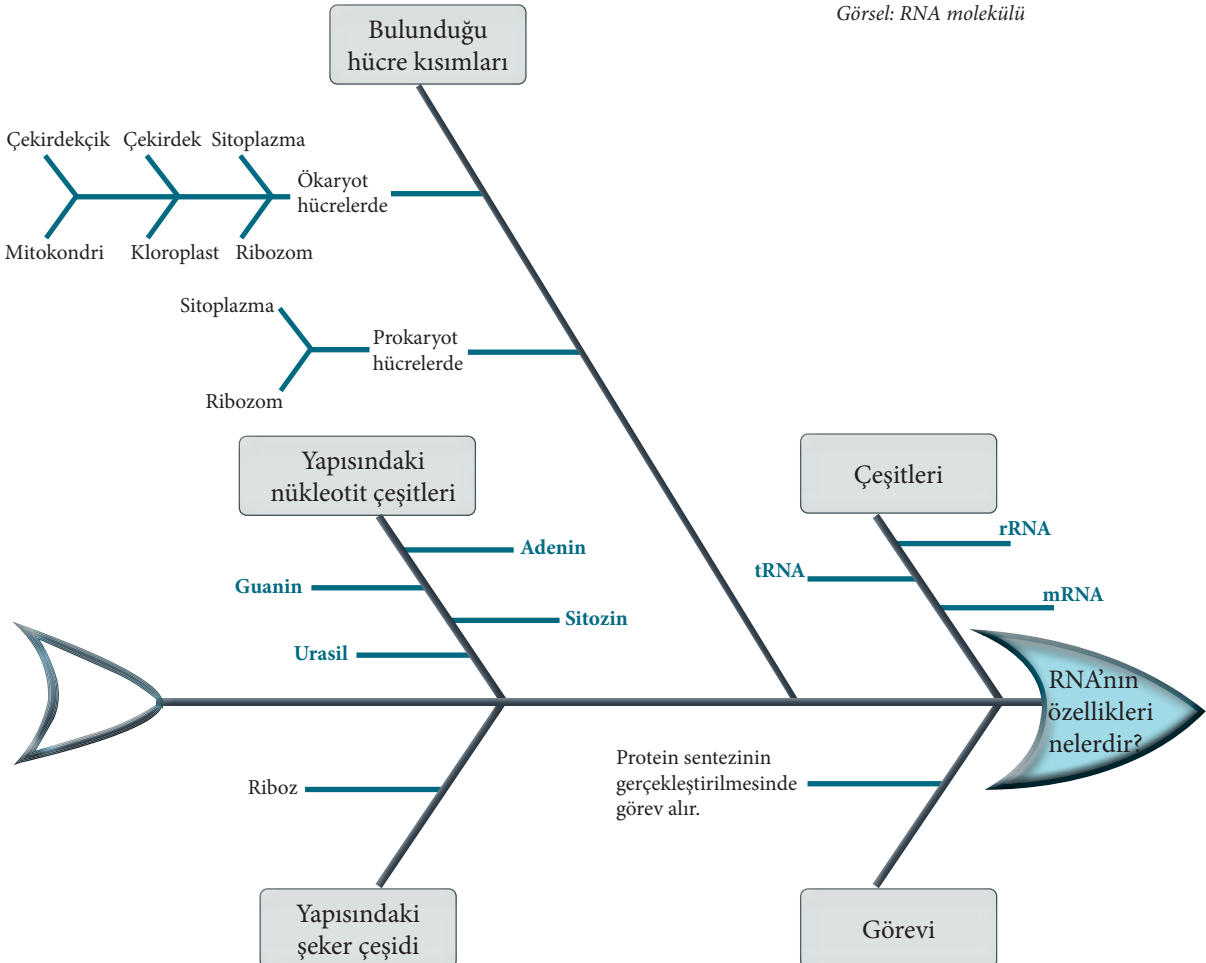 Görsel: RNA molekülü
Bulunduğu
hücre kısımları
Çekirdekçik Çekirdek Sitoplazma
Ökaryot
hücrelerde
Mitokondri Kloroplast Ribozom
Sitoplazma
Prokaryot
hücrelerde
Ribozom
Yapısındaki
nükleotit çeşitleri
Adenin
Guanin
Sitozin
Urasil
Çeşitleri
rRNA
tRNA
mRNA
RNA’nın
özellikleri
nelerdir?
Riboz
Protein sentezinin
gerçekleştirilmesinde
görev alır.
Yapısındaki
şeker çeşidi
Görevi